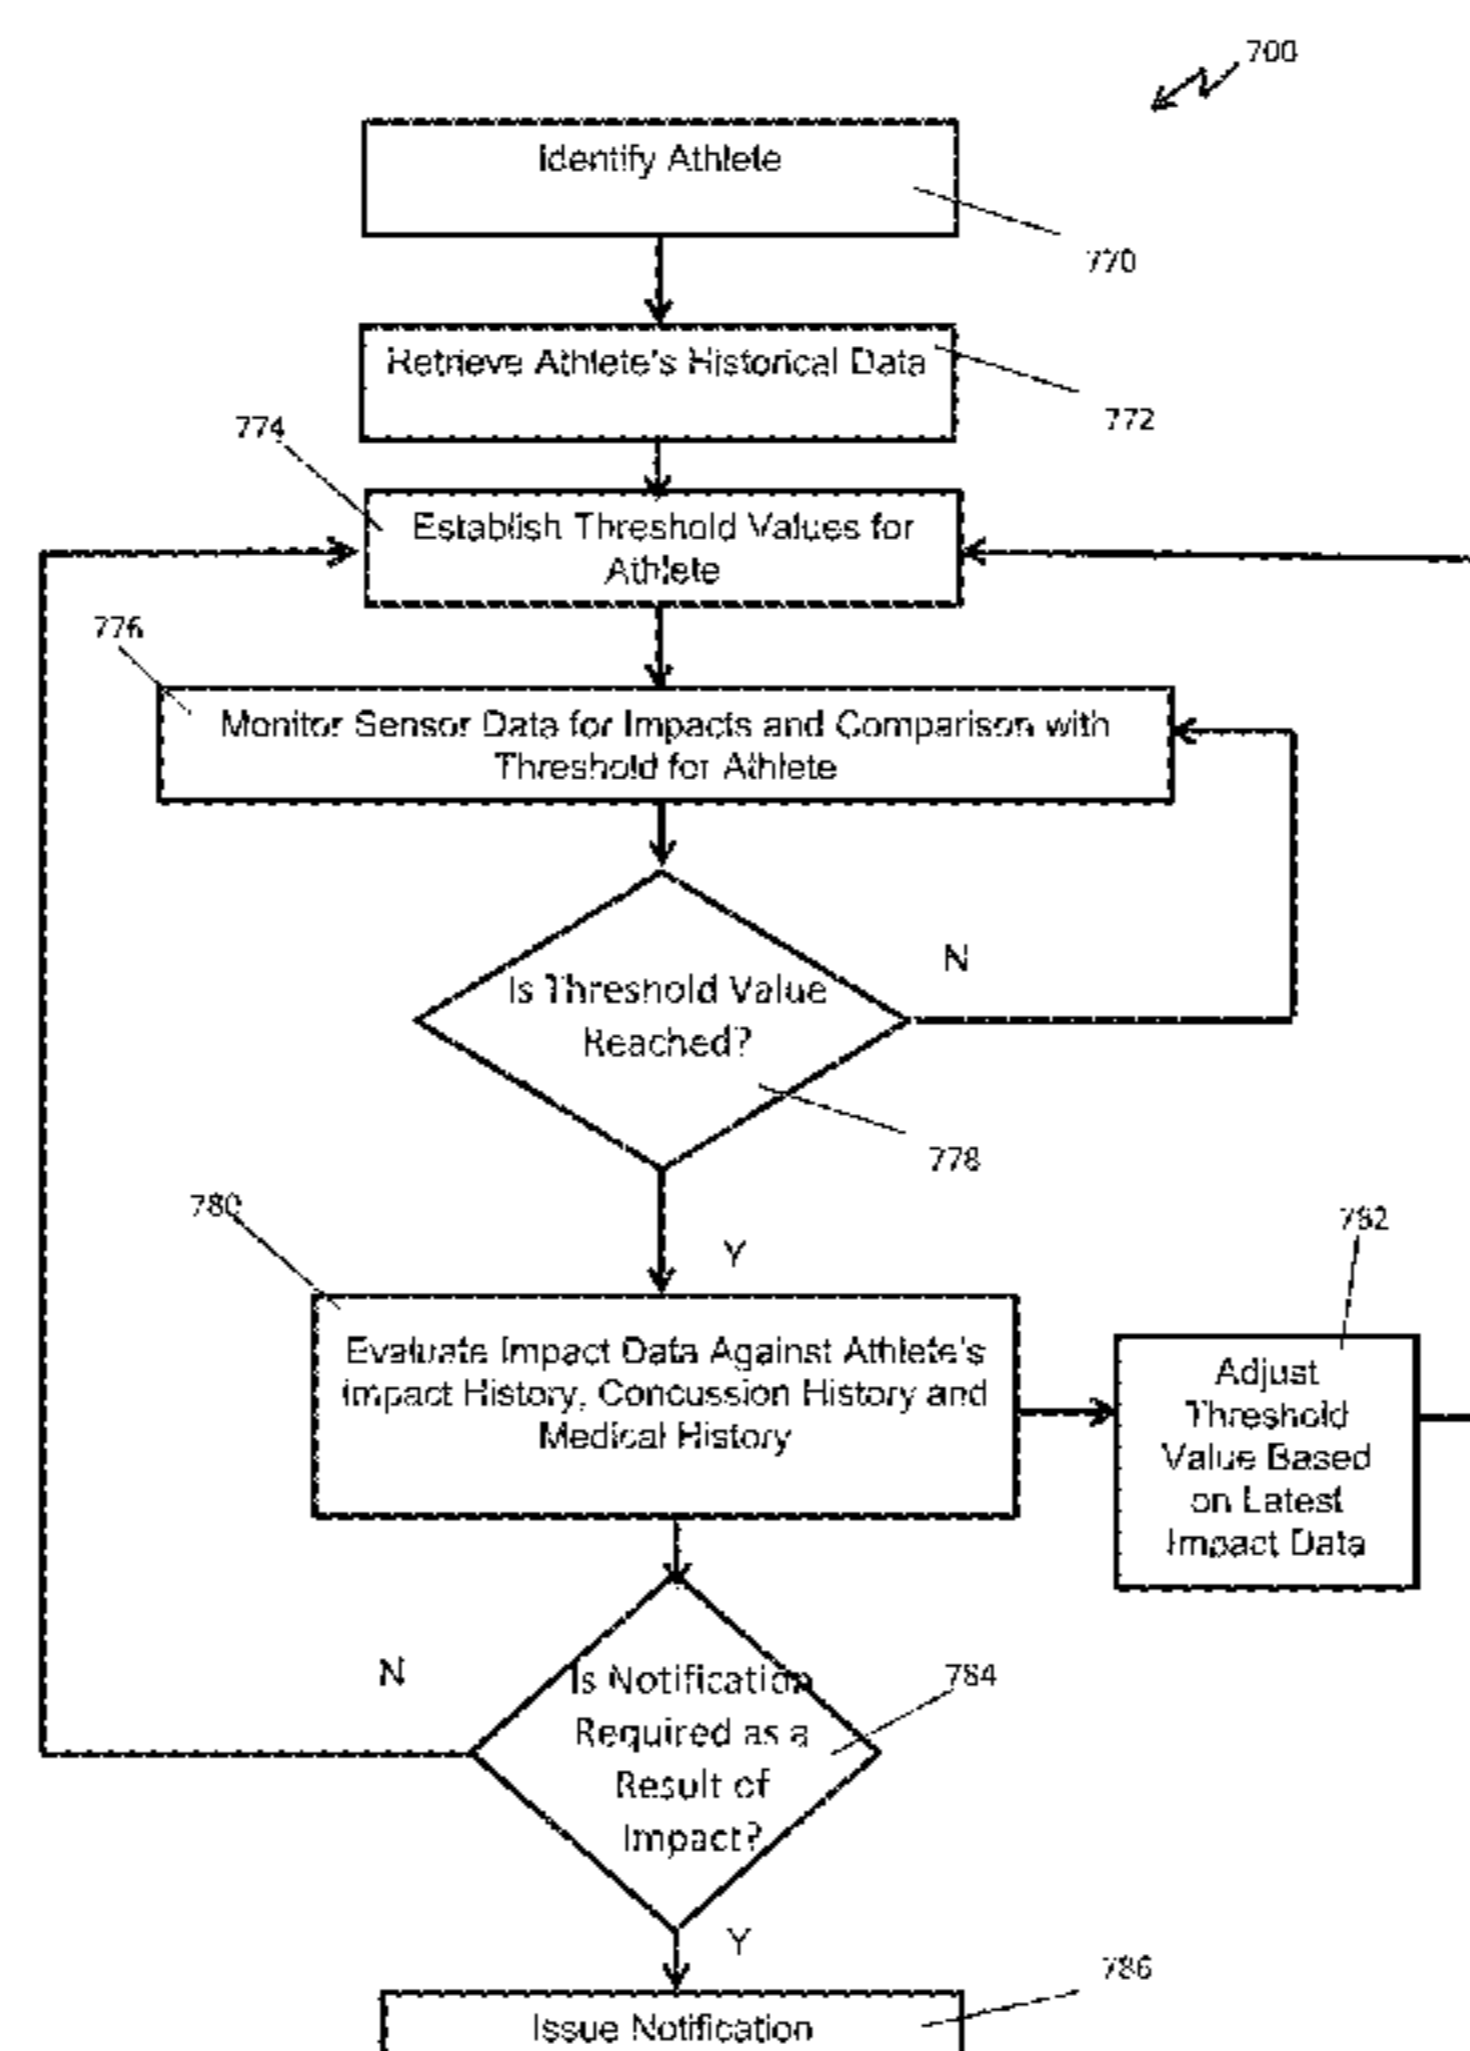 700
Identify Athlete
770
Retrieve Athlete's Historical Data
772
774
Establish Threshold Values for
Athlete
776
Monitor Sensor Data for Impacts and Comparison with
Threshold for Athlete
N
Is Threshold Value
Reached?
778
780
782
Y
Evaluate Impact Data Against Athlete's
Impact History, Concussion History and
Medical History
Adjust
Threshold
Value Based
on Latest
Impact Data
N
Is Notification
Required as a
Result of
Impact?
784
Y
786
Issue Notification